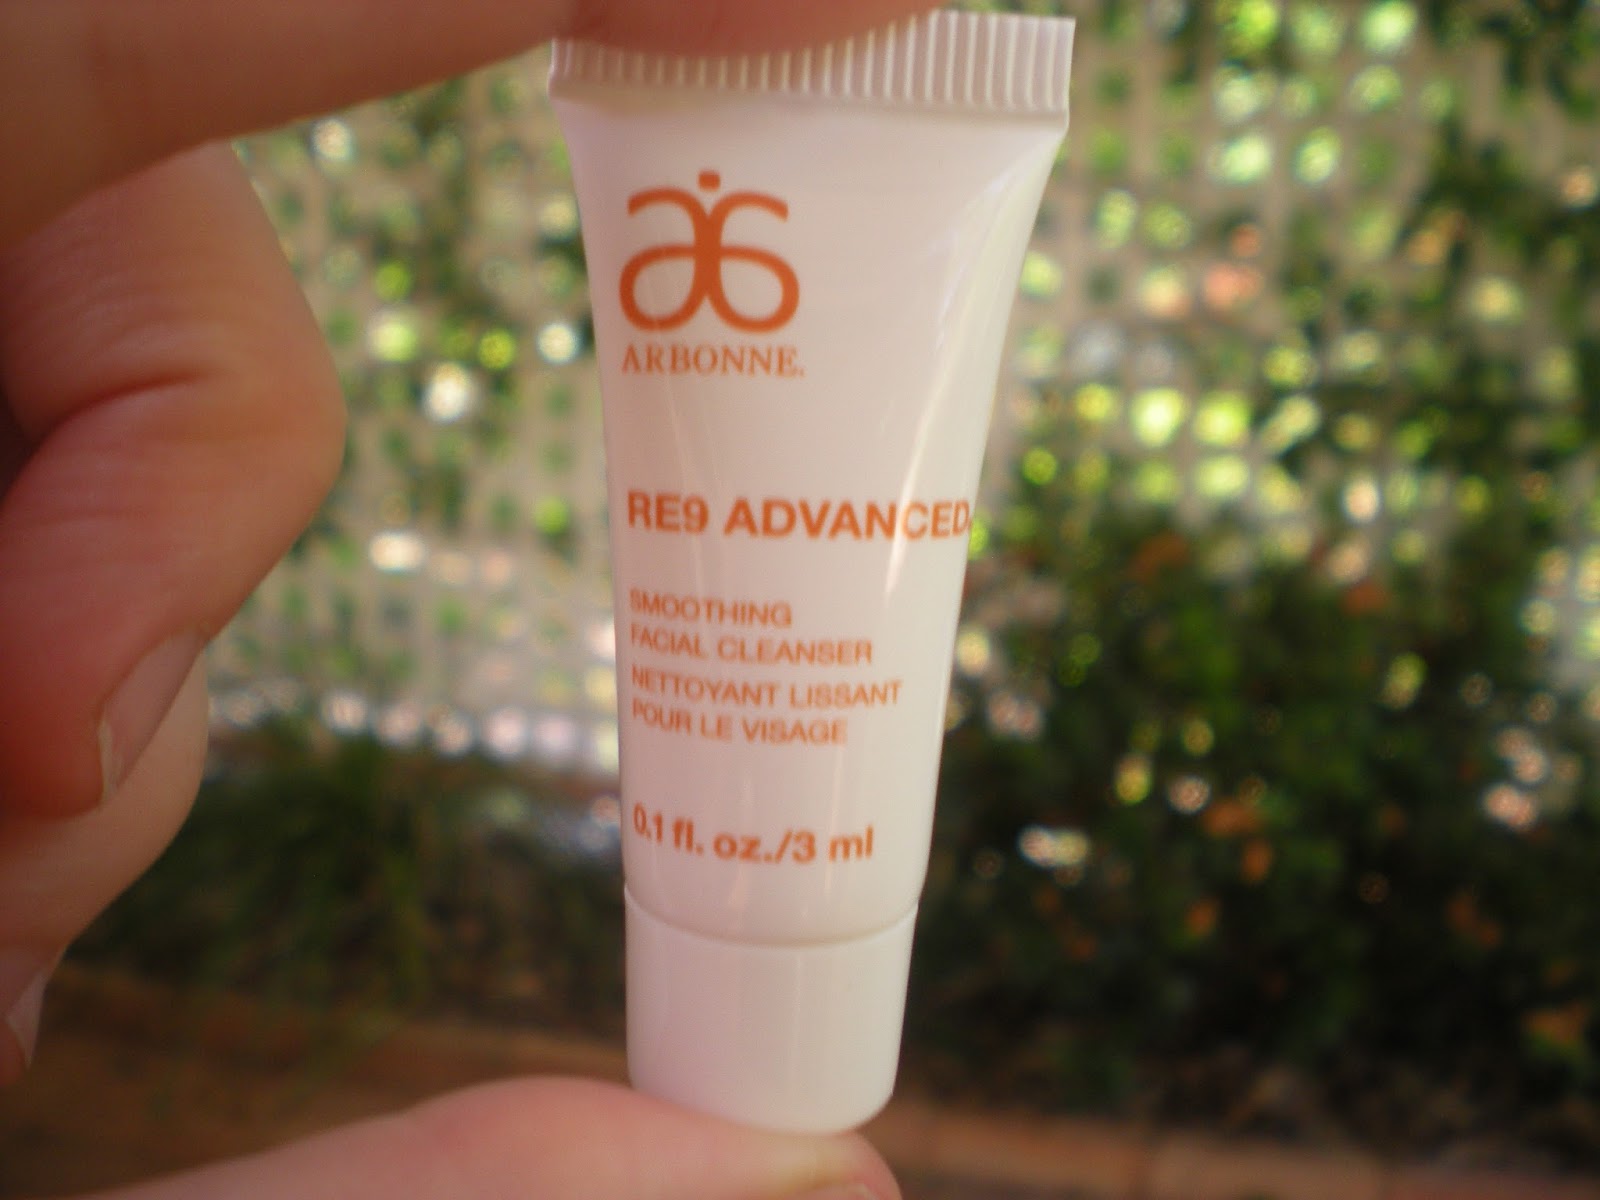 ARBONNE.
RE9 ADVANCED®
SMOOTHING
FACIAL CLEANSER
NETTOYANT LISSANT
POUR LE VISAGE
0.1 fl. oz./3 ml